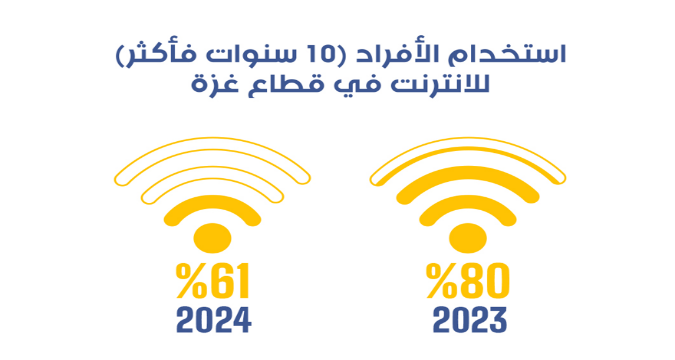 استخدام الأفراد (10 سنوات فأكثر)
للانترنت في قطاع غزة
%80
2023
%61
2024